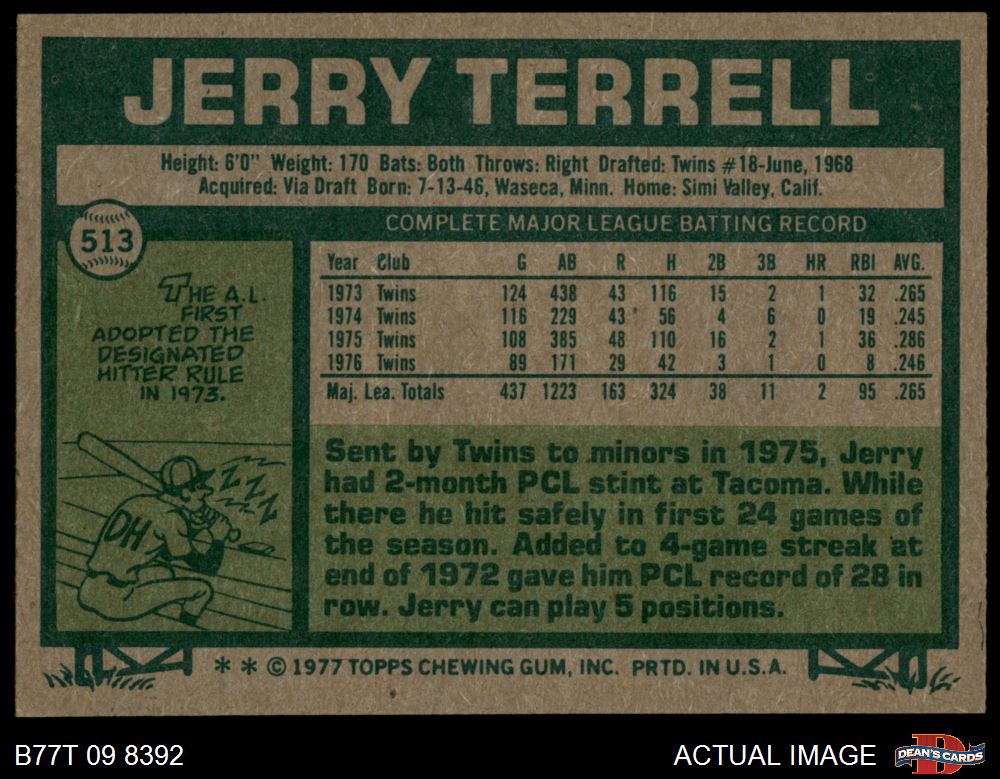 JERRY TERRELL
Height: 6'0" Weight: 170 Bats: Both Throws: Right Drafted: Twins #18-June, 1968
Acquired: Via Draft Born: 7-13-46, Waseca, Minn. Home: Simi Valley, Calif.
513
THE A.L.
FIRST
ADOPTED THE
DESIGNATED
HITTER RULE
IN 1973.
Z Z Z
Z Z Z
DH
COMPLETE MAJOR LEAGUE BATTING RECORD
Year Club G AB R H 2B 3B HR RBI AVG.
1973 Twins 124 438 43 116 15 2 1 32 .265
1974 Twins 116 229 43 56 4 6 0 19 .245
1975 Twins 108 385 48 110 16 2 1 36 .286
1976 Twins 89 171 29 42 3 1 0 8 .246
Maj. Lea. Totals 437 1223 163 324 38 11 2 95 .265
Sent by Twins to minors in 1975, Jerry
had 2-month PCL stint at Tacoma. While
there he hit safely in first 24 games of
the season. Added to 4-game streak at
end of 1972 gave him PCL record of 28 in
row. Jerry can play 5 positions.
* * © 1977 TOPPS CHEWING GUM, INC. PRTD. IN U.S.A.
B77T 09 8392
ACTUAL IMAGE
D
DEAN'S CARDS